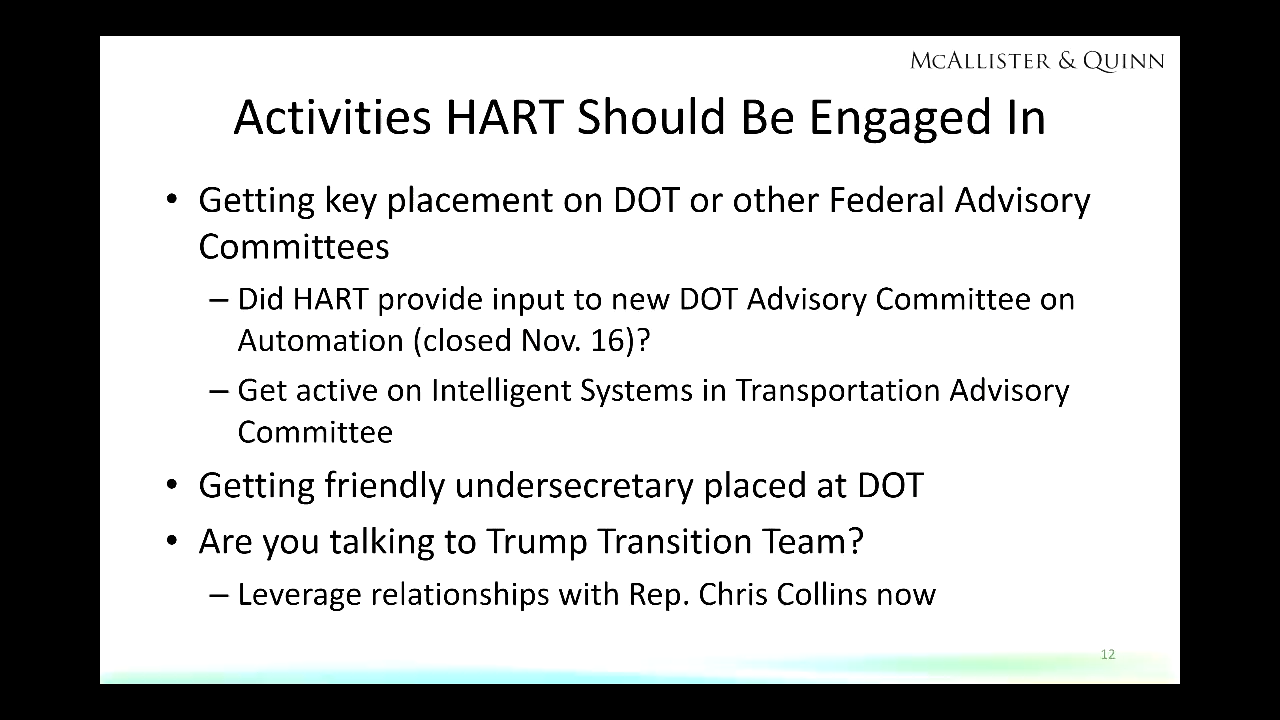 McAllister & Quinn
Activities HART Should Be Engaged In
• Getting key placement on DOT or other Federal Advisory
Committees
– Did HART provide input to new DOT Advisory Committee on
Automation (closed Nov. 16)?
– Get active on Intelligent Systems in Transportation Advisory
Committee
• Getting friendly undersecretary placed at DOT
• Are you talking to Trump Transition Team?
– Leverage relationships with Rep. Chris Collins now
12